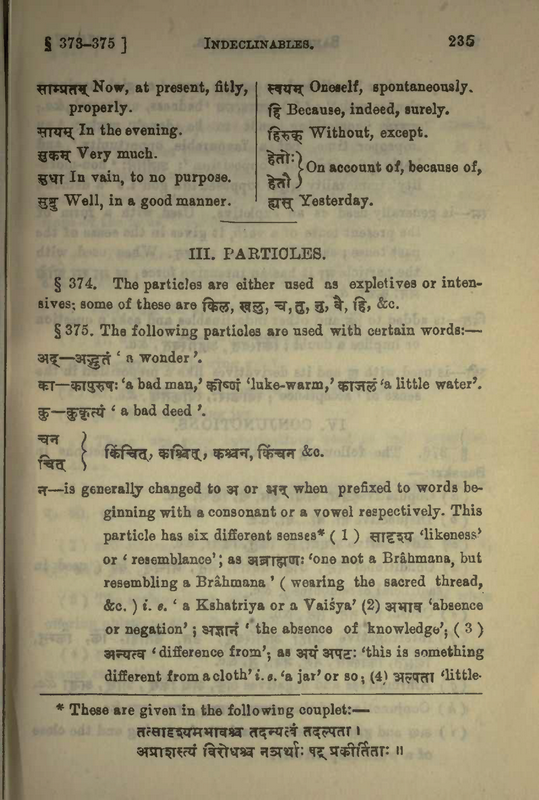 § 373–375 ] INDECLINABLES. 235
साम्प्रतम् Now, at present, fitly,
properly.
सायम् In the evening.
सुकम् Very much.
सुधा In vain, to no purpose.
सुष्ठु Well, in a good manner.
स्वयम् Oneself, spontaneously.
हि Because, indeed, surely.
हिरुक् Without, except.
हेतोः
हेतौ } On account of, because of,
ह्यस् Yesterday.
III. PARTICLES.
§ 374. The particles are either used as expletives or inten-
sives; some of these are किल, खलु, च, तु, नु, वै, हि, &c.
§ 375. The following particles are used with certain words:—
अद्—अद्भुतं ‘ a wonder ’.
का—कापुरुषः ‘a bad man,’ कोष्णं ‘luke-warm,’ काजलं ‘a little water’.
कु—कुकृत्यं ‘ a bad deed ’.
चन
चित् } किंचित्, कश्चित्, कश्चन, किंचन &c.
न—is generally changed to अ or अन् when prefixed to words be-
ginning with a consonant or a vowel respectively. This
particle has six different senses* ( 1 ) सादृश्य ‘likeness’
or ‘ resemblance’; as अब्राह्मणः ‘one not a Brâhmana, but
resembling a Brâhmana ’ ( wearing the sacred thread,
&c. ) i. e. ‘ a Kshatriya or a Vaiśya’ (2) अभाव ‘absence
or negation’ ; अज्ञानं ‘ the absence of knowledge’; ( 3 )
अन्यत्व ‘difference from’; as अयं अपटः ‘this is something
different from a cloth’ i. e. ‘a jar’ or so; (4) अल्पता ‘little-
* These are given in the following couplet:—
तत्सादृश्यमभावश्च तदन्यत्वं तदल्पता ।
अप्राशस्त्यं विरोधश्च नञर्थाः षट् प्रकीर्तिताः ॥